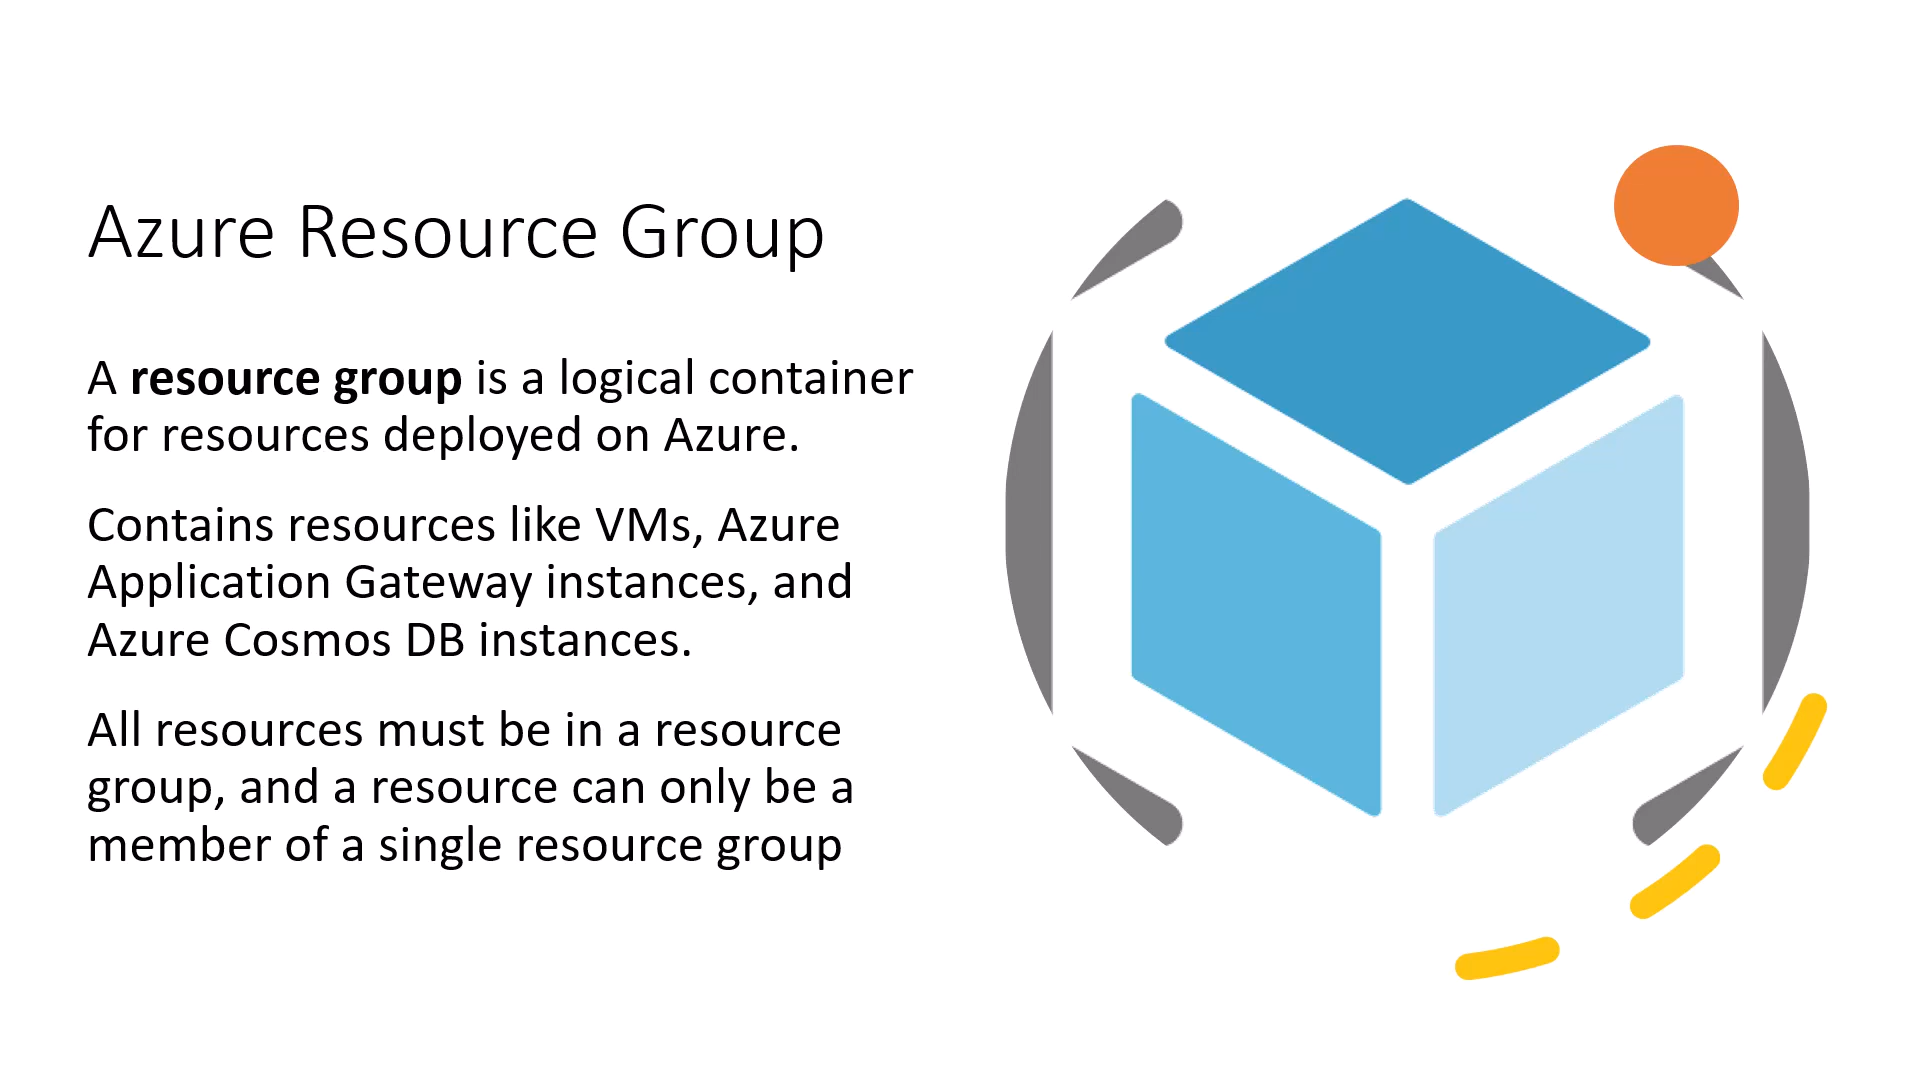 Azure Resource Group
A resource group is a logical container
for resources deployed on Azure.
Contains resources like VMs, Azure
Application Gateway instances, and
Azure Cosmos DB instances.
All resources must be in a resource
group, and a resource can only be a
member of a single resource group